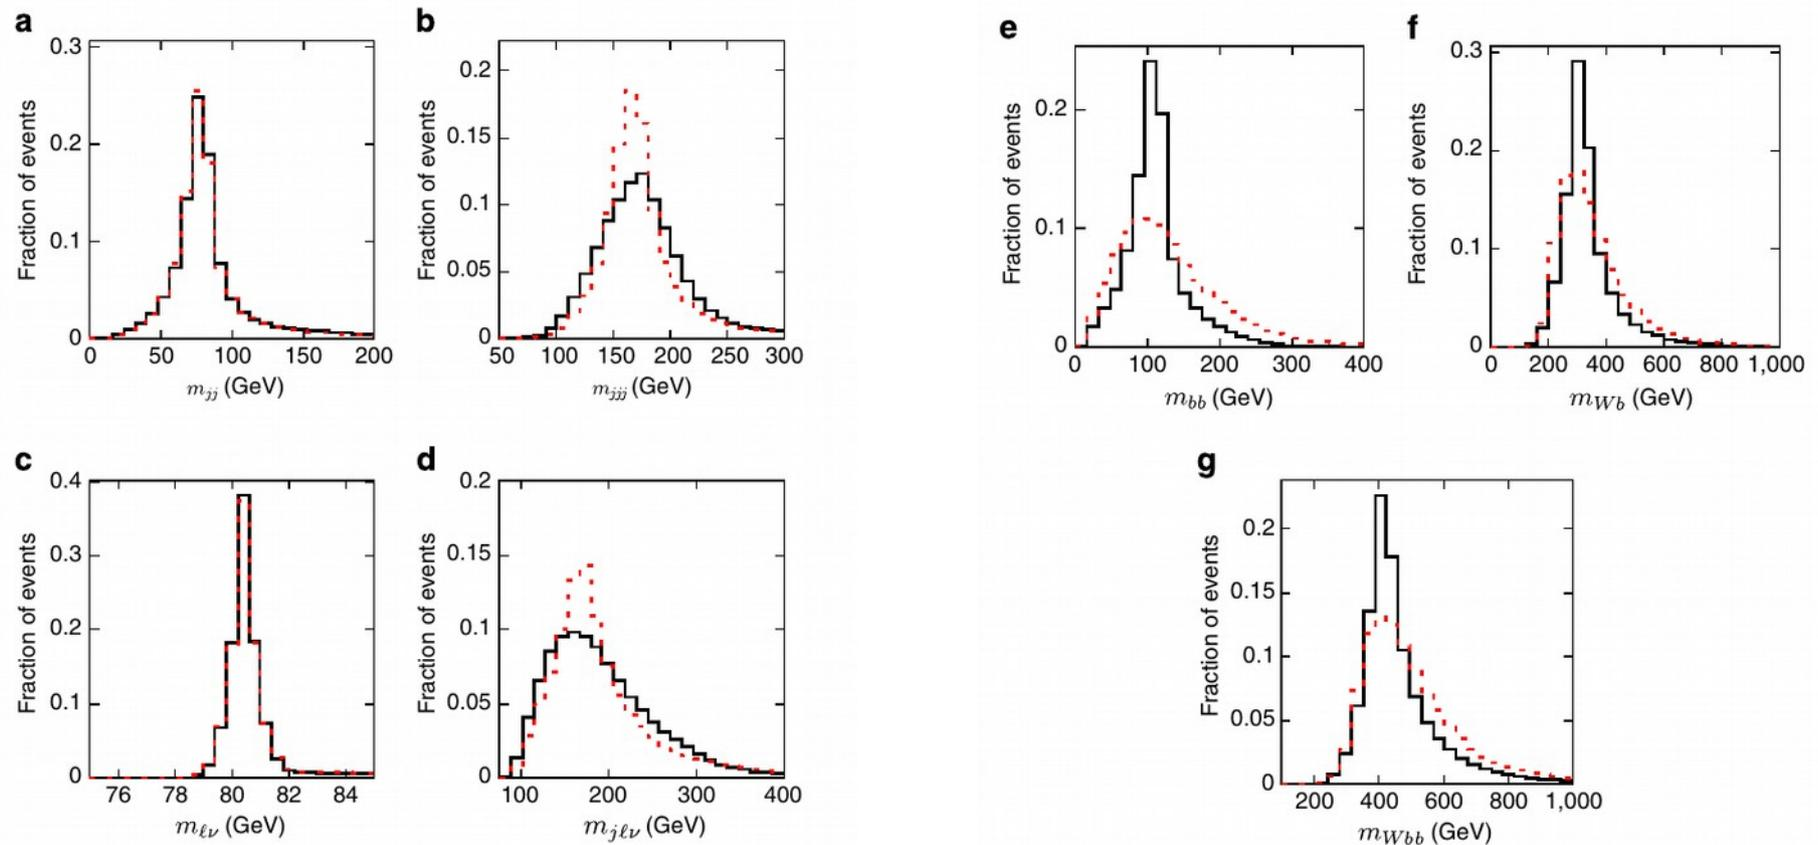 a
0.3
0.2
0.1
0
Fraction of events
0 50 100 150 200
m_jj (GeV)
b
0.2
0.15
0.1
0.05
0
Fraction of events
50 100 150 200 250 300
m_jjj (GeV)
e
0.2
0.1
0
Fraction of events
0 100 200 300 400
m_bb (GeV)
f
0.3
0.2
0.1
0
Fraction of events
0 200 400 600 800 1,000
m_Wb (GeV)
c
0.4
0.3
0.2
0.1
0
Fraction of events
76 78 80 82 84
m_ℓν (GeV)
d
0.2
0.15
0.1
0.05
0
Fraction of events
100 200 300 400
m_jℓν (GeV)
g
0.2
0.15
0.1
0.05
0
Fraction of events
200 400 600 800 1,000
m_Wbb (GeV)